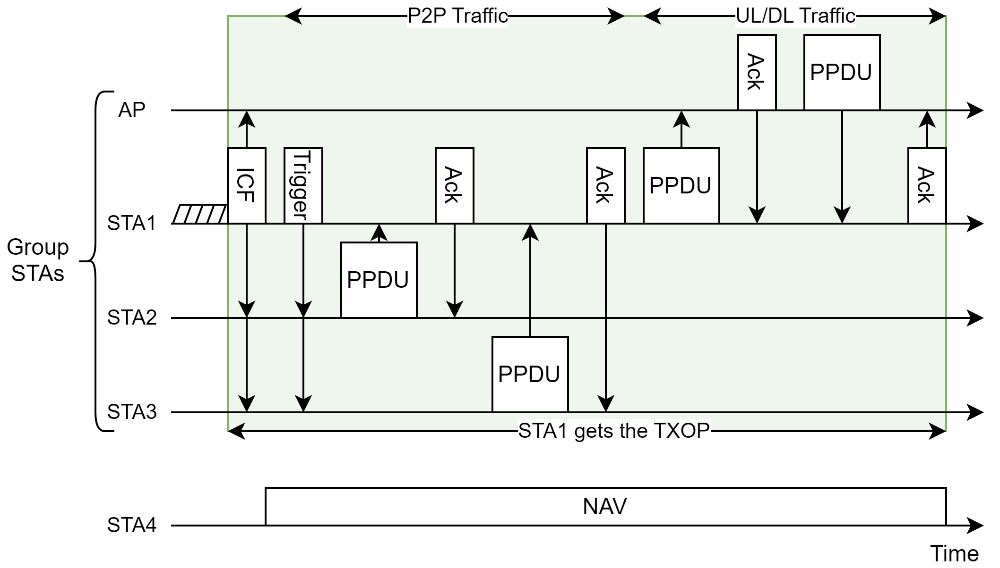 P2P Traffic
UL/DL Traffic
Ack
PPDU
AP
ICF
Trigger
Ack
Ack
PPDU
Ack
STA1
Group
STAs
PPDU
STA2
PPDU
STA3
STA1 gets the TXOP
NAV
STA4
Time